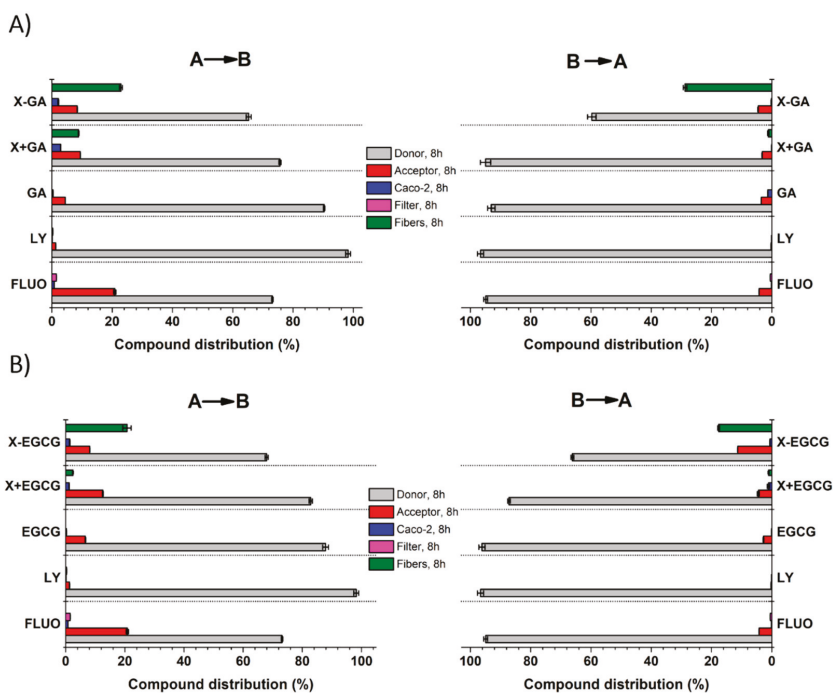 A)
A → B
B → A
X-GA
X+GA
GA
LY
FLUO
Donor, 8h
Acceptor, 8h
Caco-2, 8h
Filter, 8h
Fibers, 8h
X-GA
X+GA
GA
LY
FLUO
0 20 40 60 80 100
Compound distribution (%)
100 80 60 40 20 0
Compound distribution (%)
B)
A → B
B → A
X-EGCG
X+EGCG
EGCG
LY
FLUO
Donor, 8h
Acceptor, 8h
Caco-2, 8h
Filter, 8h
Fibers, 8h
X-EGCG
X+EGCG
EGCG
LY
FLUO
0 20 40 60 80 100
Compound distribution (%)
100 80 60 40 20 0
Compound distribution (%)